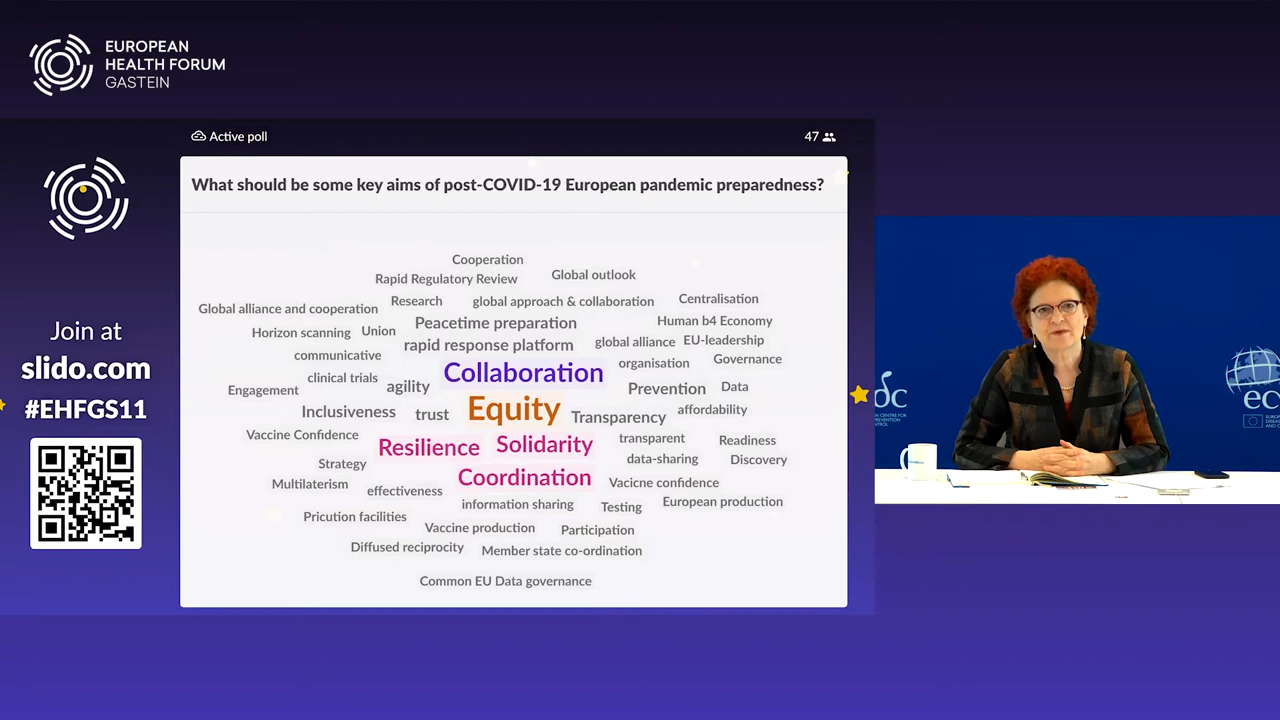 EUROPEAN
HEALTH FORUM
GASTEIN
Active poll
47
What should be some key aims of post-COVID-19 European pandemic preparedness?
Cooperation
Rapid Regulatory Review
Global outlook
Global alliance and cooperation
Research
global approach & collaboration
Centralisation
Horizon scanning
Union
Peacetime preparation
Human b4 Economy
communicative
rapid response platform
global alliance
EU-leadership
clinical trials
Collaboration
organisation
Governance
Engagement
agility
Prevention
Data
Inclusiveness
trust
Equity
Transparency
affordability
Vaccine Confidence
Resilience
Solidarity
transparent
Readiness
Strategy
data-sharing
Discovery
Multilaterism
effectiveness
Coordination
Vacicne confidence
information sharing
Testing
European production
Pricution facilities
Vaccine production
Participation
Diffused reciprocity
Member state co-ordination
Common EU Data governance
Join at
slido.com
#EHFGS11
dc
ec